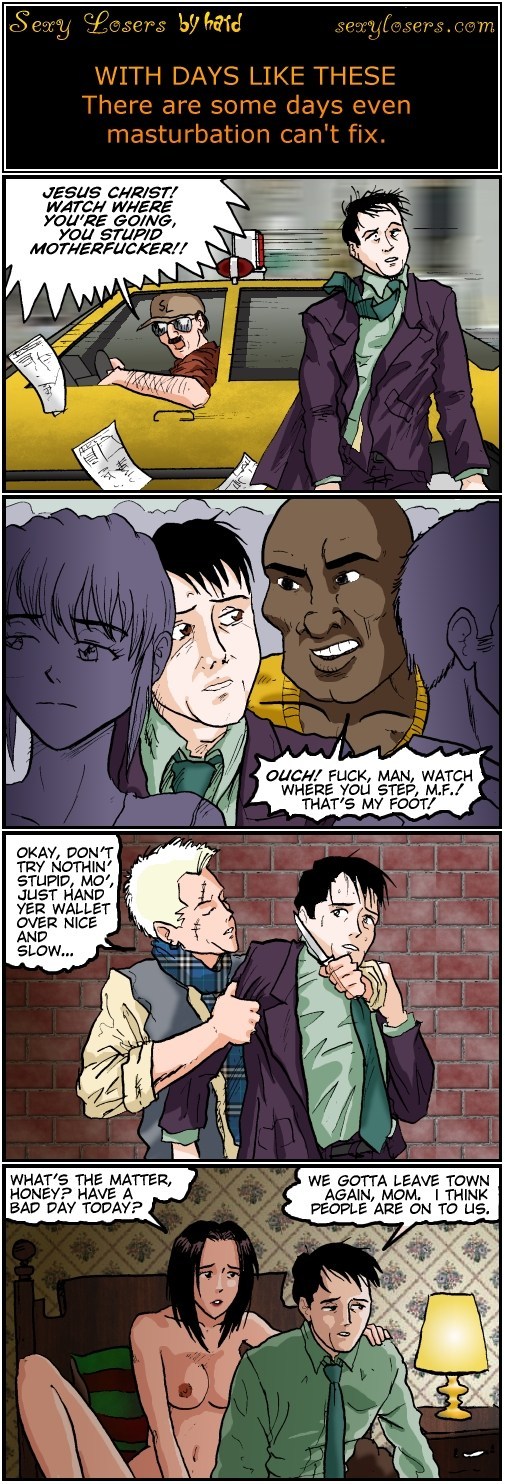 Sexy Losers by hard
sexylosers.com
WITH DAYS LIKE THESE
There are some days even
masturbation can't fix.
JESUS CHRIST!
WATCH WHERE
YOU'RE GOING,
YOU STUPID
MOTHERFUCKER!!
SL
OUCH! FUCK, MAN, WATCH
WHERE YOU STEP, M.F.!
THAT'S MY FOOT!
OKAY, DON'T
TRY NOTHIN'
STUPID, MO',
JUST HAND
YER WALLET
OVER NICE
AND
SLOW...
WHAT'S THE MATTER,
HONEY? HAVE A
BAD DAY TODAY?
WE GOTTA LEAVE TOWN
AGAIN, MOM. I THINK
PEOPLE ARE ON TO US.